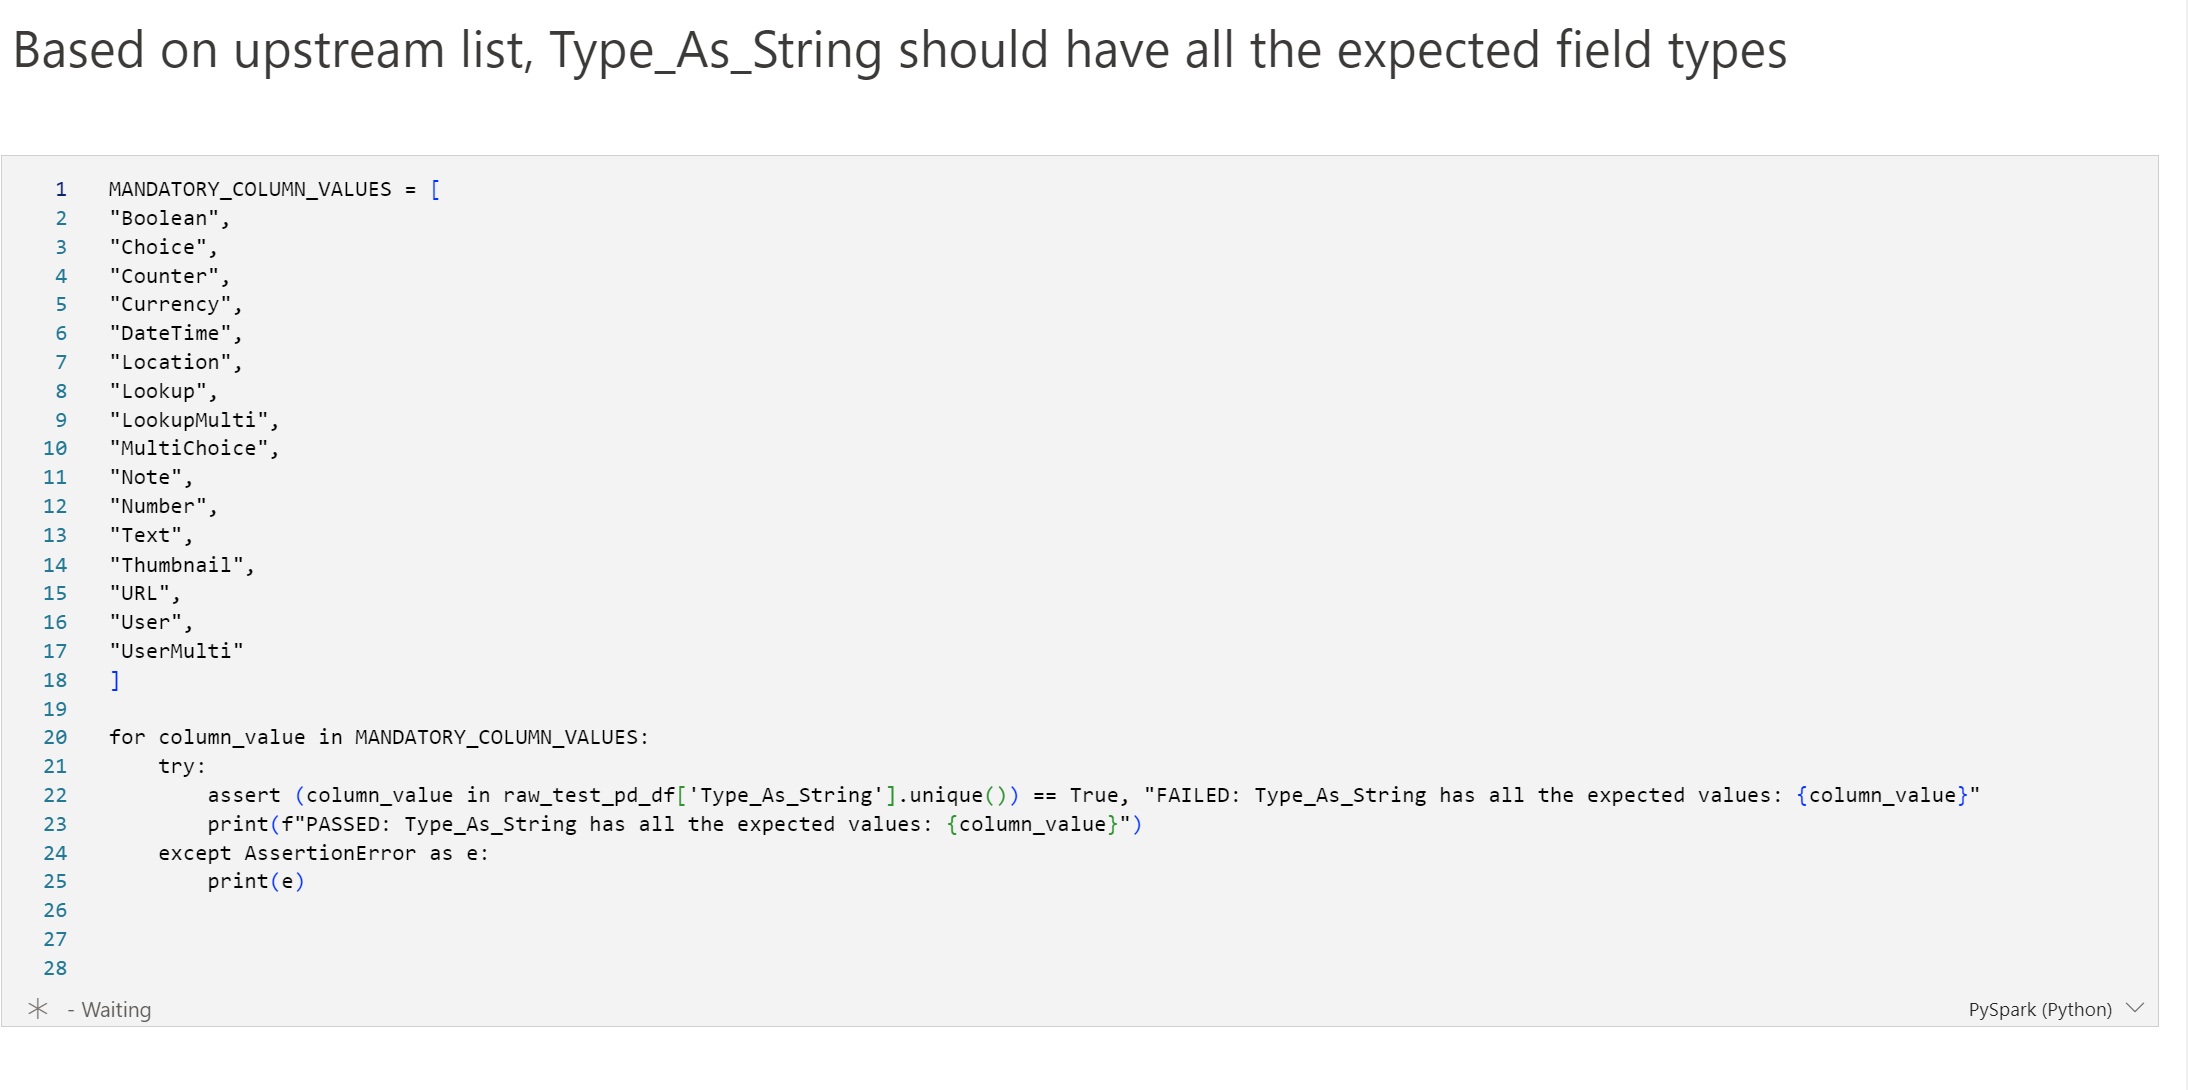 Based on upstream list, Type_As_String should have all the expected field types
1 MANDATORY_COLUMN_VALUES = [
2 "Boolean",
3 "Choice",
4 "Counter",
5 "Currency",
6 "DateTime",
7 "Location",
8 "Lookup",
9 "LookupMulti",
10 "MultiChoice",
11 "Note",
12 "Number",
13 "Text",
14 "Thumbnail",
15 "URL",
16 "User",
17 "UserMulti"
18 ]
19
20 for column_value in MANDATORY_COLUMN_VALUES:
21     try:
22         assert (column_value in raw_test_pd_df['Type_As_String'].unique()) == True, "FAILED: Type_As_String has all the expected values: {column_value}"
23         print(f"PASSED: Type_As_String has all the expected values: {column_value}")
24     except AssertionError as e:
25         print(e)
26
27
28
- Waiting
PySpark (Python)